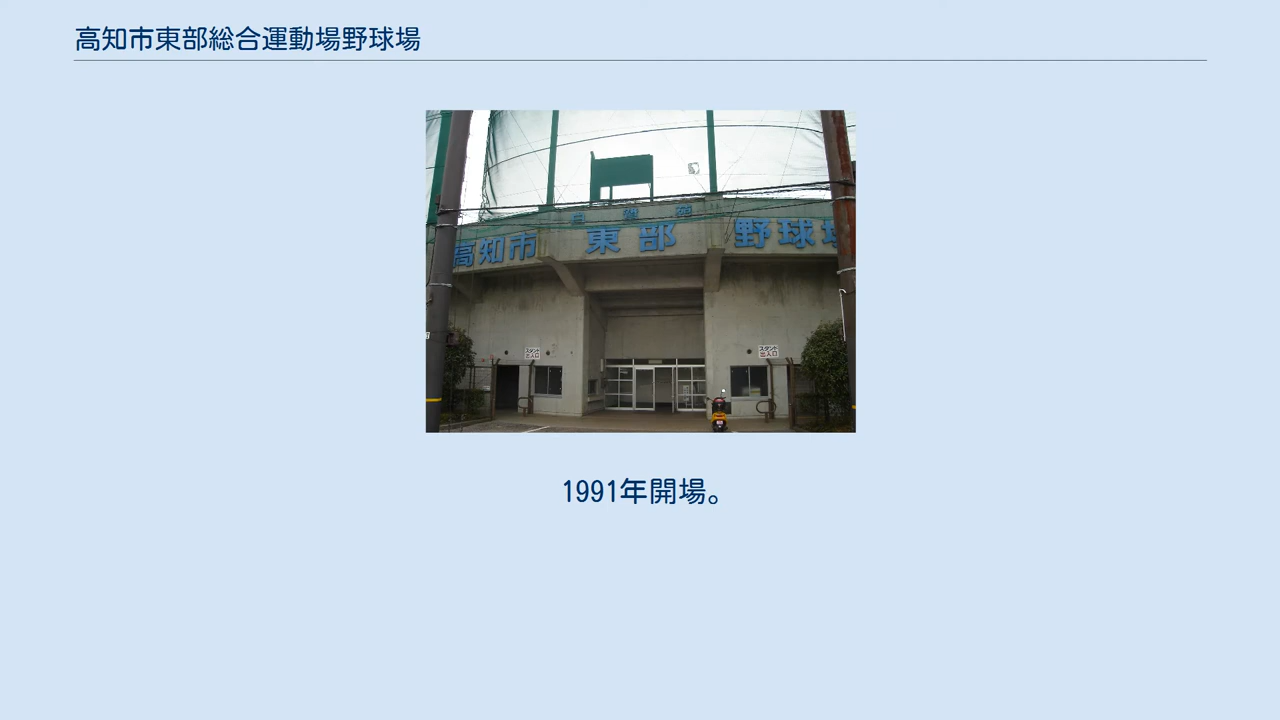 高知市東部総合運動場野球場
高知市 東部 野球場
スタンド
出入口
スタンド
出入口
1991年開場。